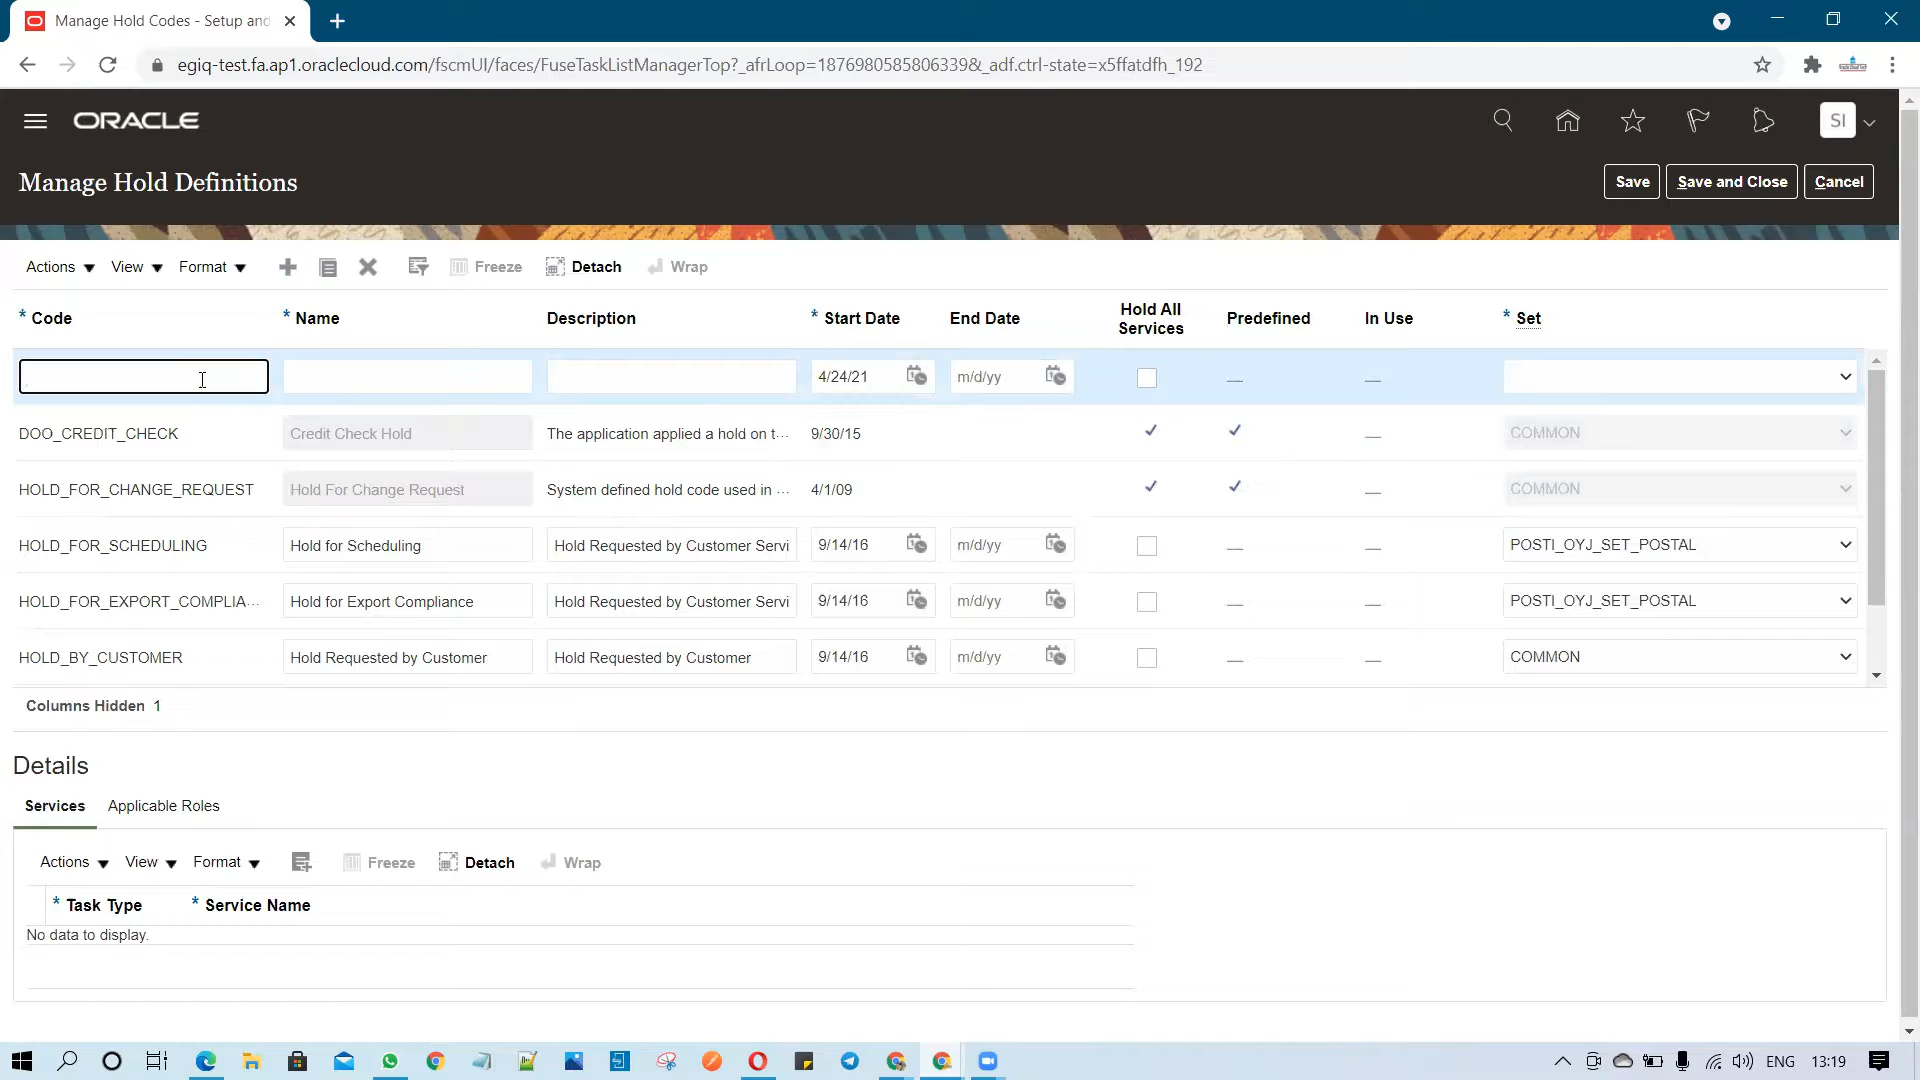 Manage Hold Codes - Setup and
egiq-test.fa.ap1.oraclecloud.com/fscmUI/faces/FuseTaskListManagerTop?_afrLoop=1876980585806339&_adf.ctrl-state=x5ffatdfh_192
ORACLE
SI
Manage Hold Definitions
Save
Save and Close
Cancel
Actions View Format Freeze Detach Wrap
* Code * Name Description * Start Date End Date Hold All Services Predefined In Use * Set
4/24/21 m/d/yy
DOO_CREDIT_CHECK Credit Check Hold The application applied a hold on t... 9/30/15 COMMON
HOLD_FOR_CHANGE_REQUEST Hold For Change Request System defined hold code used in ... 4/1/09 COMMON
HOLD_FOR_SCHEDULING Hold for Scheduling Hold Requested by Customer Servi 9/14/16 m/d/yy POSTI_OYJ_SET_POSTAL
HOLD_FOR_EXPORT_COMPLIA... Hold for Export Compliance Hold Requested by Customer Servi 9/14/16 m/d/yy POSTI_OYJ_SET_POSTAL
HOLD_BY_CUSTOMER Hold Requested by Customer Hold Requested by Customer 9/14/16 m/d/yy COMMON
Columns Hidden 1
Details
Services Applicable Roles
Actions View Format Freeze Detach Wrap
* Task Type * Service Name
No data to display.
ENG 13:19